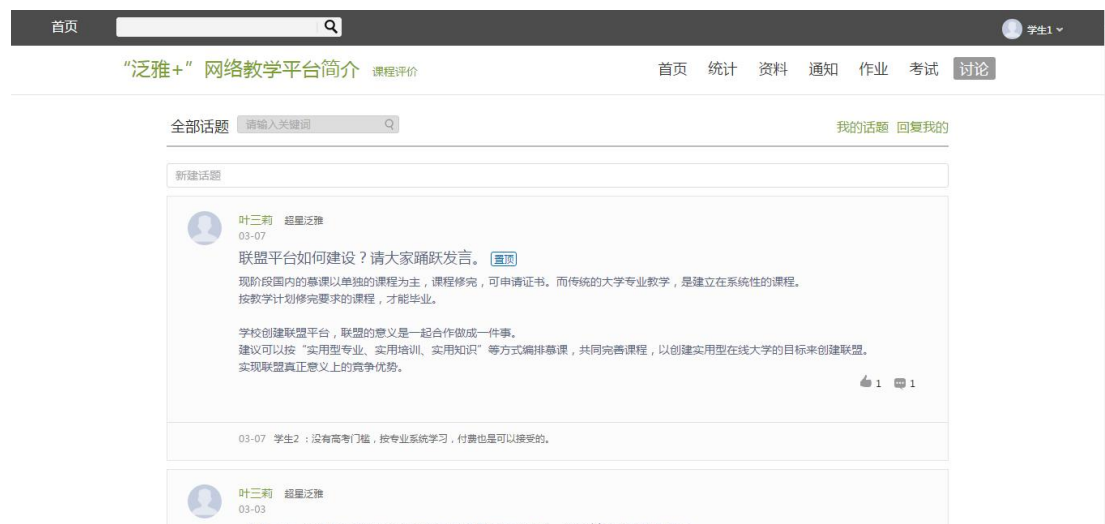 首页
学生1
“泛雅+”网络教学平台简介 课程评价
首页 统计 资料 通知 作业 考试 讨论
全部话题 请输入关键词
我的话题 回复我的
新建话题
叶三莉 超星泛雅
03-07
联盟平台如何建设？请大家踊跃发言。 置顶
现阶段国内的慕课以单独的课程为主，课程修完，可申请证书。而传统的大学专业教学，是建立在系统性的课程。
按教学计划修完要求的课程，才能毕业。
学校创建联盟平台，联盟的意义是一起合作做成一件事。
建议可以按“实用型专业、实用培训、实用知识”等方式编排慕课，共同完善课程，以创建实用型在线大学的目标来创建联盟。
实现联盟真正意义上的竞争优势。
1 1
03-07 学生2 ：没有高考门槛，按专业系统学习，付费也是可以接受的。
叶三莉 超星泛雅
03-03